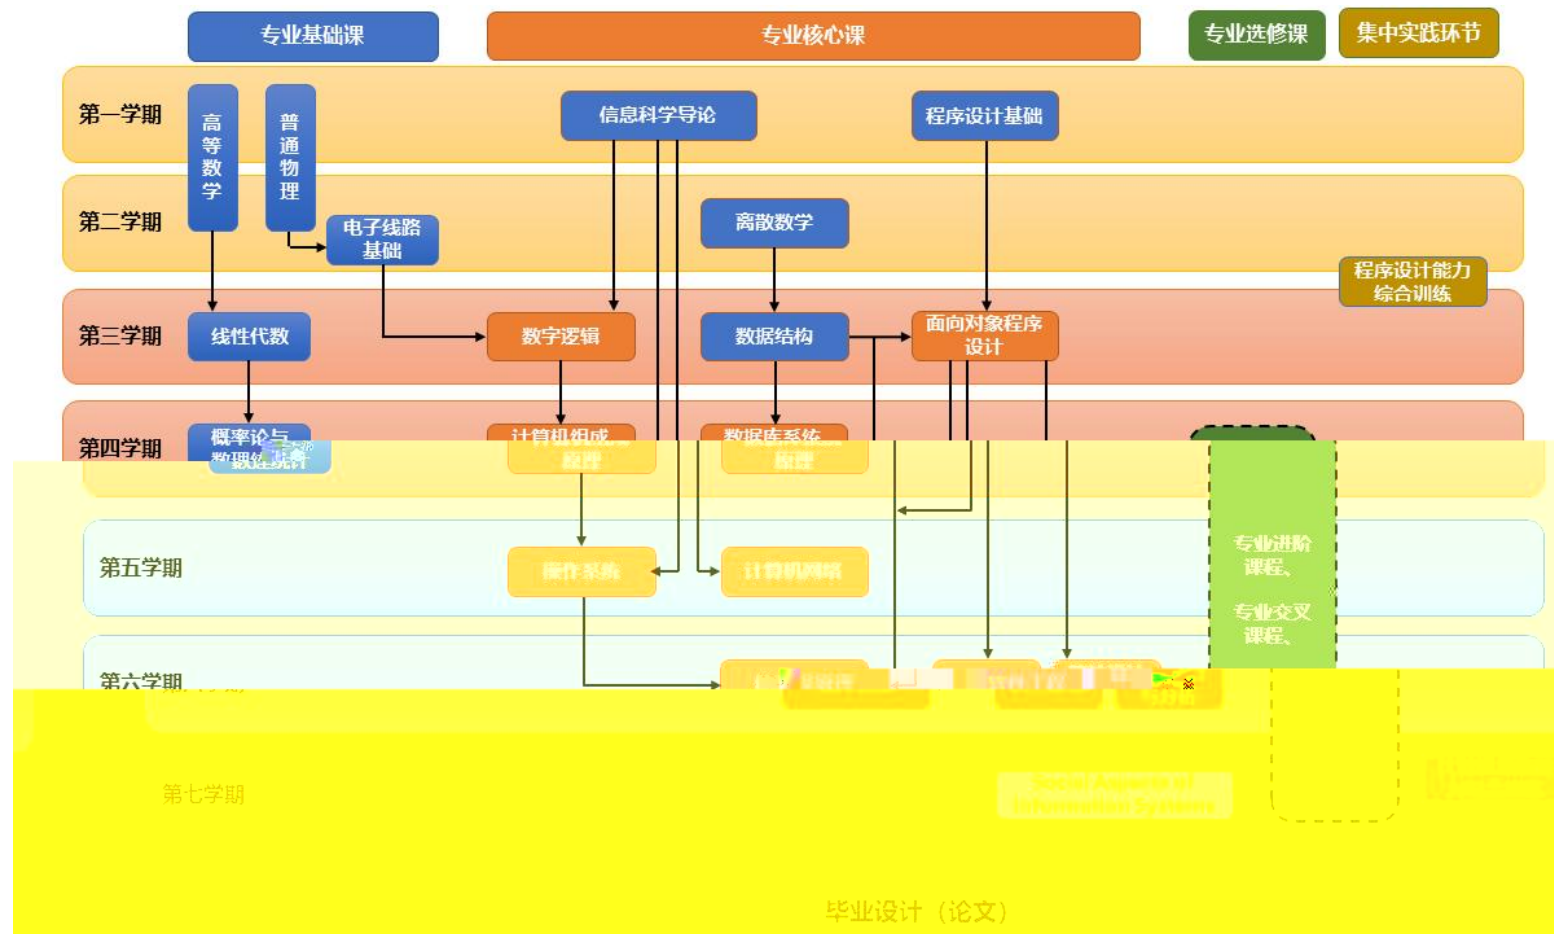 专业基础课
专业核心课
专业选修课
集中实践环节
第一学期
高等数学
普通物理
信息科学导论
程序设计基础
第二学期
电子线路
基础
离散数学
程序设计能力
综合训练
第三学期
线性代数
数字逻辑
数据结构
面向对象程序
设计
第四学期
概率论与
数理统计
计算机组成
原理
数据库系统
原理
第五学期
操作系统
计算机网络
专业进阶
课程、
专业交叉
课程、
第六学期
第七学期
Information Systems
毕业设计（论文）